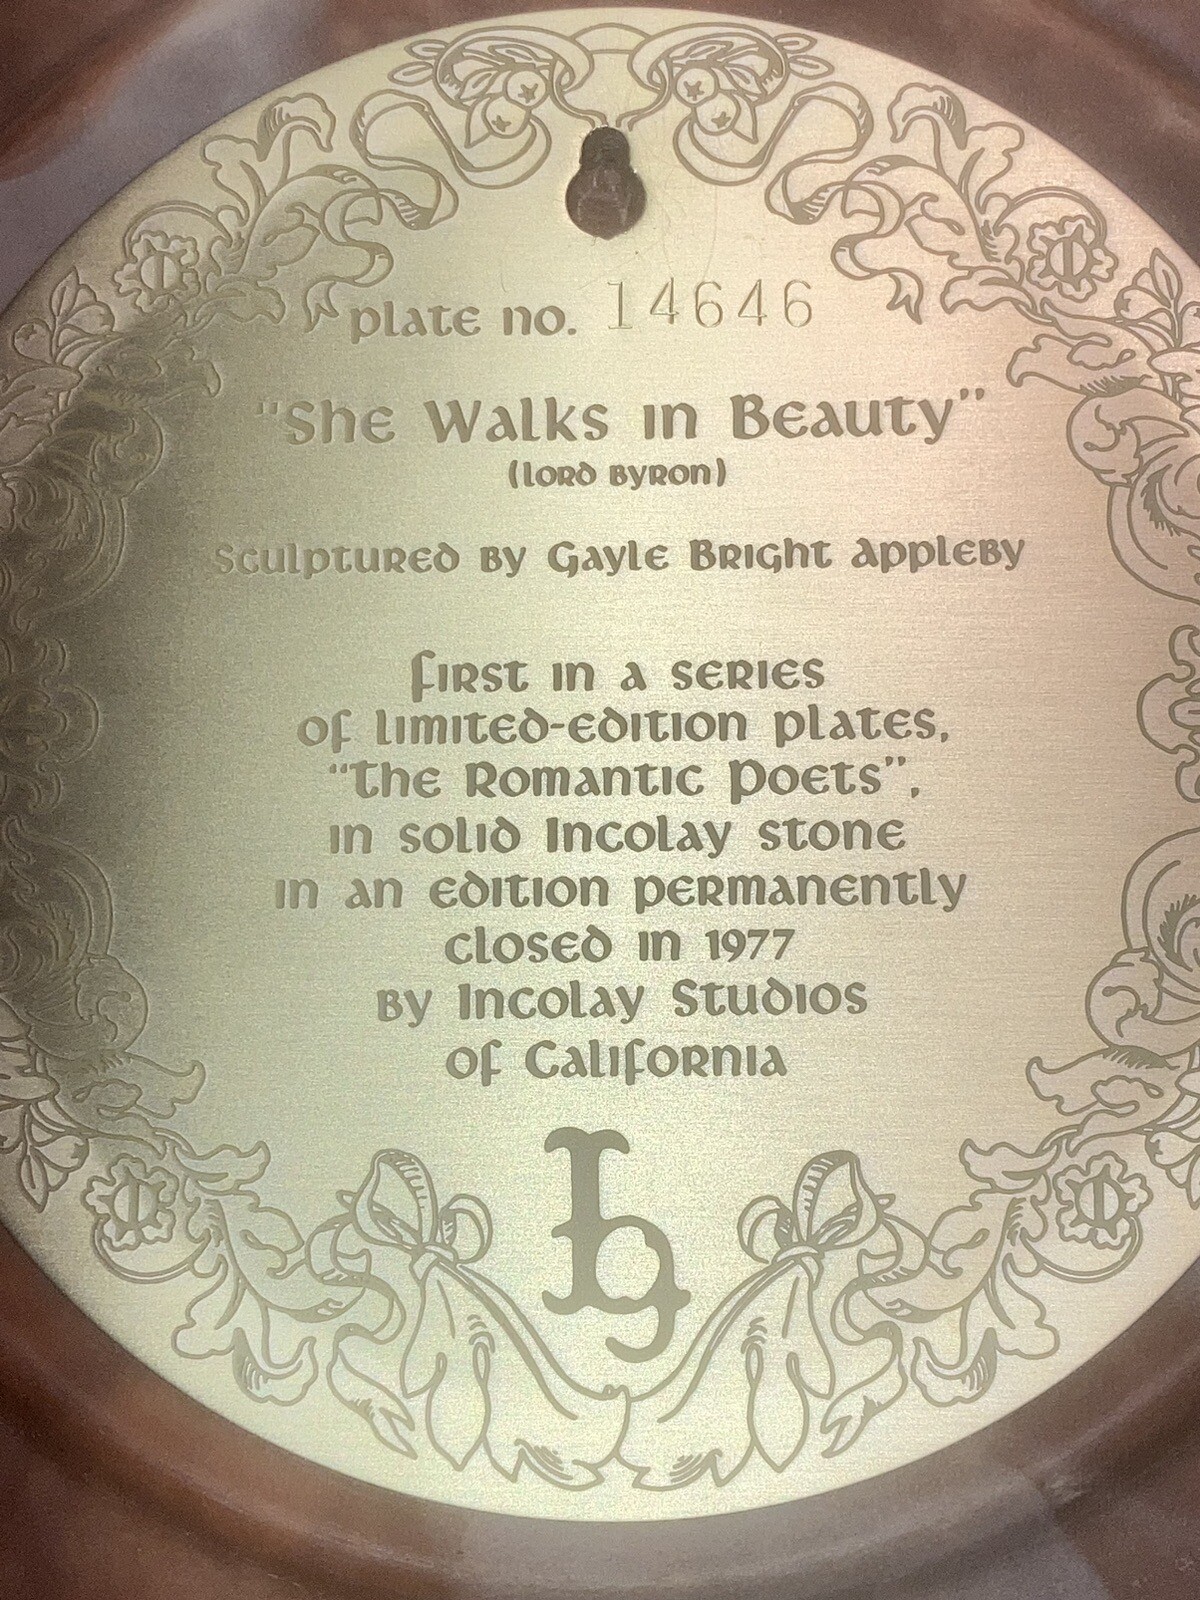 plate no. 14646
"She Walks in Beauty"
(Lord Byron)
Sculptured by Gayle Bright Appleby
First in a series
of limited-edition plates,
"The Romantic Poets",
in solid Incolay stone
in an edition permanently
closed in 1977
by Incolay Studios
of California